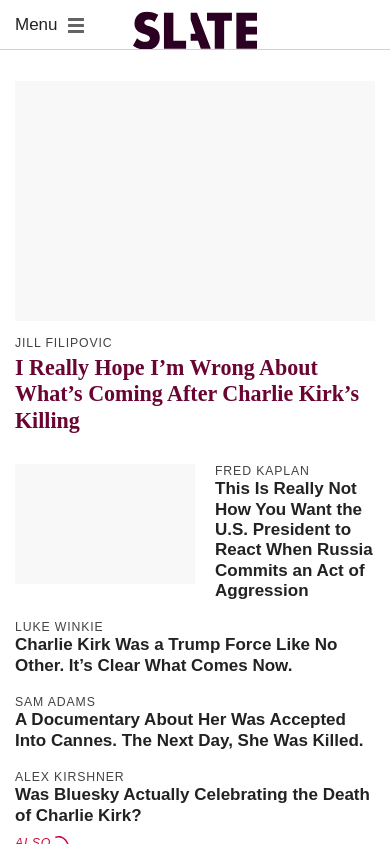 Menu
SLATE
JILL FILIPOVIC
I Really Hope I’m Wrong About
What’s Coming After Charlie Kirk’s
Killing
FRED KAPLAN
This Is Really Not
How You Want the
U.S. President to
React When Russia
Commits an Act of
Aggression
LUKE WINKIE
Charlie Kirk Was a Trump Force Like No
Other. It’s Clear What Comes Now.
SAM ADAMS
A Documentary About Her Was Accepted
Into Cannes. The Next Day, She Was Killed.
ALEX KIRSHNER
Was Bluesky Actually Celebrating the Death
of Charlie Kirk?
ALSO